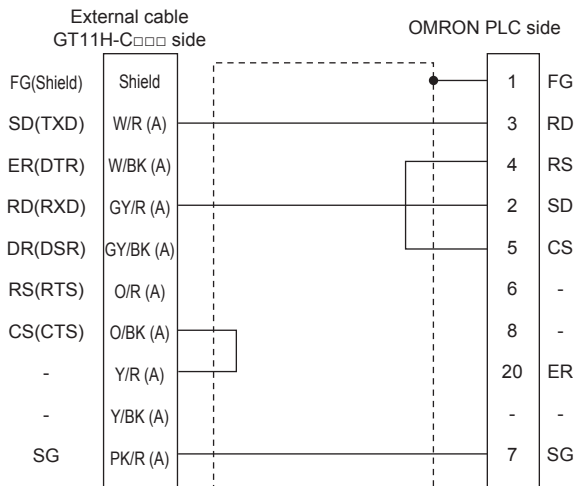 External cable
GT11H-C□□□ side
OMRON PLC side
FG(Shield) Shield 1 FG
SD(TXD) W/R (A) 3 RD
ER(DTR) W/BK (A) 4 RS
RD(RXD) GY/R (A) 2 SD
DR(DSR) GY/BK (A) 5 CS
RS(RTS) O/R (A) 6 -
CS(CTS) O/BK (A) 8 -
- Y/R (A) 20 ER
- Y/BK (A) - -
SG PK/R (A) 7 SG